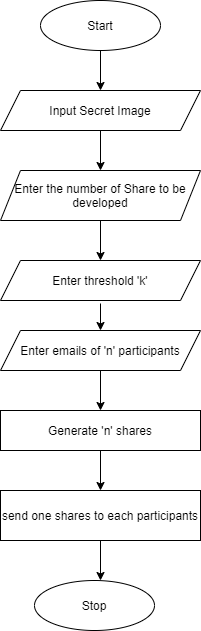 Start
Input Secret Image
Enter the number of Share to be
developed
Enter threshold 'k'
Enter emails of 'n' participants
Generate 'n' shares
send one shares to each participants
Stop